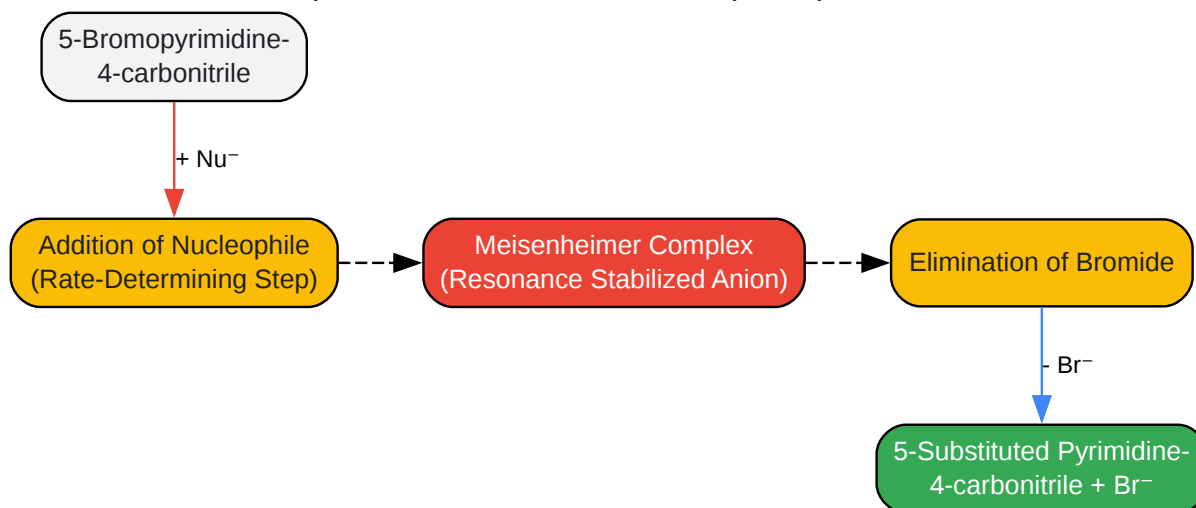 5-Bromopyrimidine-
4-carbonitrile
+ Nu⁻
Addition of Nucleophile
(Rate-Determining Step)
Meisenheimer Complex
(Resonance Stabilized Anion)
Elimination of Bromide
- Br⁻
5-Substituted Pyrimidine-
4-carbonitrile + Br⁻